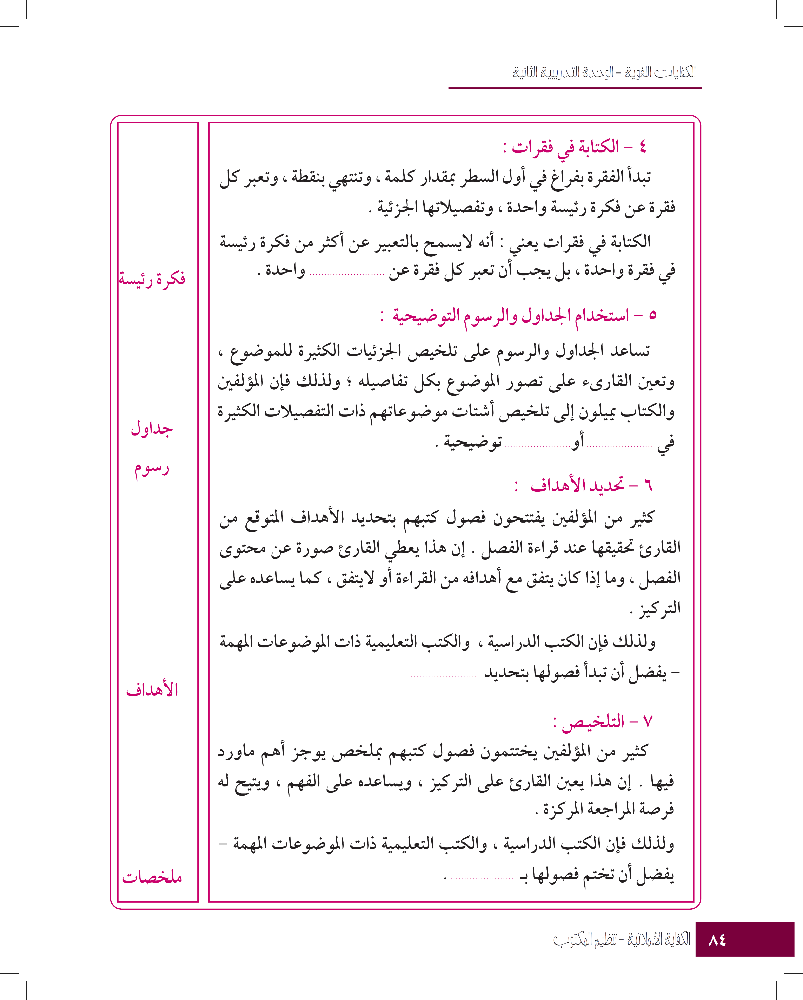 الكفايات اللغوية - الوحدة التدريبية الثانية
٤ - الكتابة في فقرات :
تبدأ الفقرة بفراغ في أول السطر بمقدار كلمة ، وتنتهي بنقطة ، وتعبر كل
فقرة عن فكرة رئيسة واحدة ، وتفصيلاتها الجزئية .
الكتابة في فقرات يعني : أنه لايسمح بالتعبير عن أكثر من فكرة رئيسة
في فقرة واحدة ، بل يجب أن تعبر كل فقرة عن .......................... واحدة .
فكرة رئيسة
٥ - استخدام الجداول والرسوم التوضيحية :
تساعد الجداول والرسوم على تلخيص الجزئيات الكثيرة للموضوع ،
وتعين القارىء على تصور الموضوع بكل تفاصيله ؛ ولذلك فإن المؤلفين
والكتاب يميلون إلى تلخيص أشتات موضوعاتهم ذات التفصيلات الكثيرة
في ....................... أو....................... توضيحية .
جداول
رسوم
٦ - تحديد الأهداف :
كثير من المؤلفين يفتتحون فصول كتبهم بتحديد الأهداف المتوقع من
القارئ تحقيقها عند قراءة الفصل . إن هذا يعطي القارئ صورة عن محتوى
الفصل ، وما إذا كان يتفق مع أهدافه من القراءة أو لايتفق ، كما يساعده على
التركيز .
ولذلك فإن الكتب الدراسية ، والكتب التعليمية ذات الموضوعات المهمة
- يفضل أن تبدأ فصولها بتحديد .......................
الأهداف
٧ - التلخيـص :
كثير من المؤلفين يختتمون فصول كتبهم بملخص يوجز أهم ماورد
فيها . إن هذا يعين القارئ على التركيز ، ويساعده على الفهم ، ويتيح له
فرصة المراجعة المركزة .
ولذلك فإن الكتب الدراسية ، والكتب التعليمية ذات الموضوعات المهمة -
يفضل أن تختم فصولها بـ ...................... .
ملخصات
٨٤
الكفاية الإملائية - تنظيم المكتوب